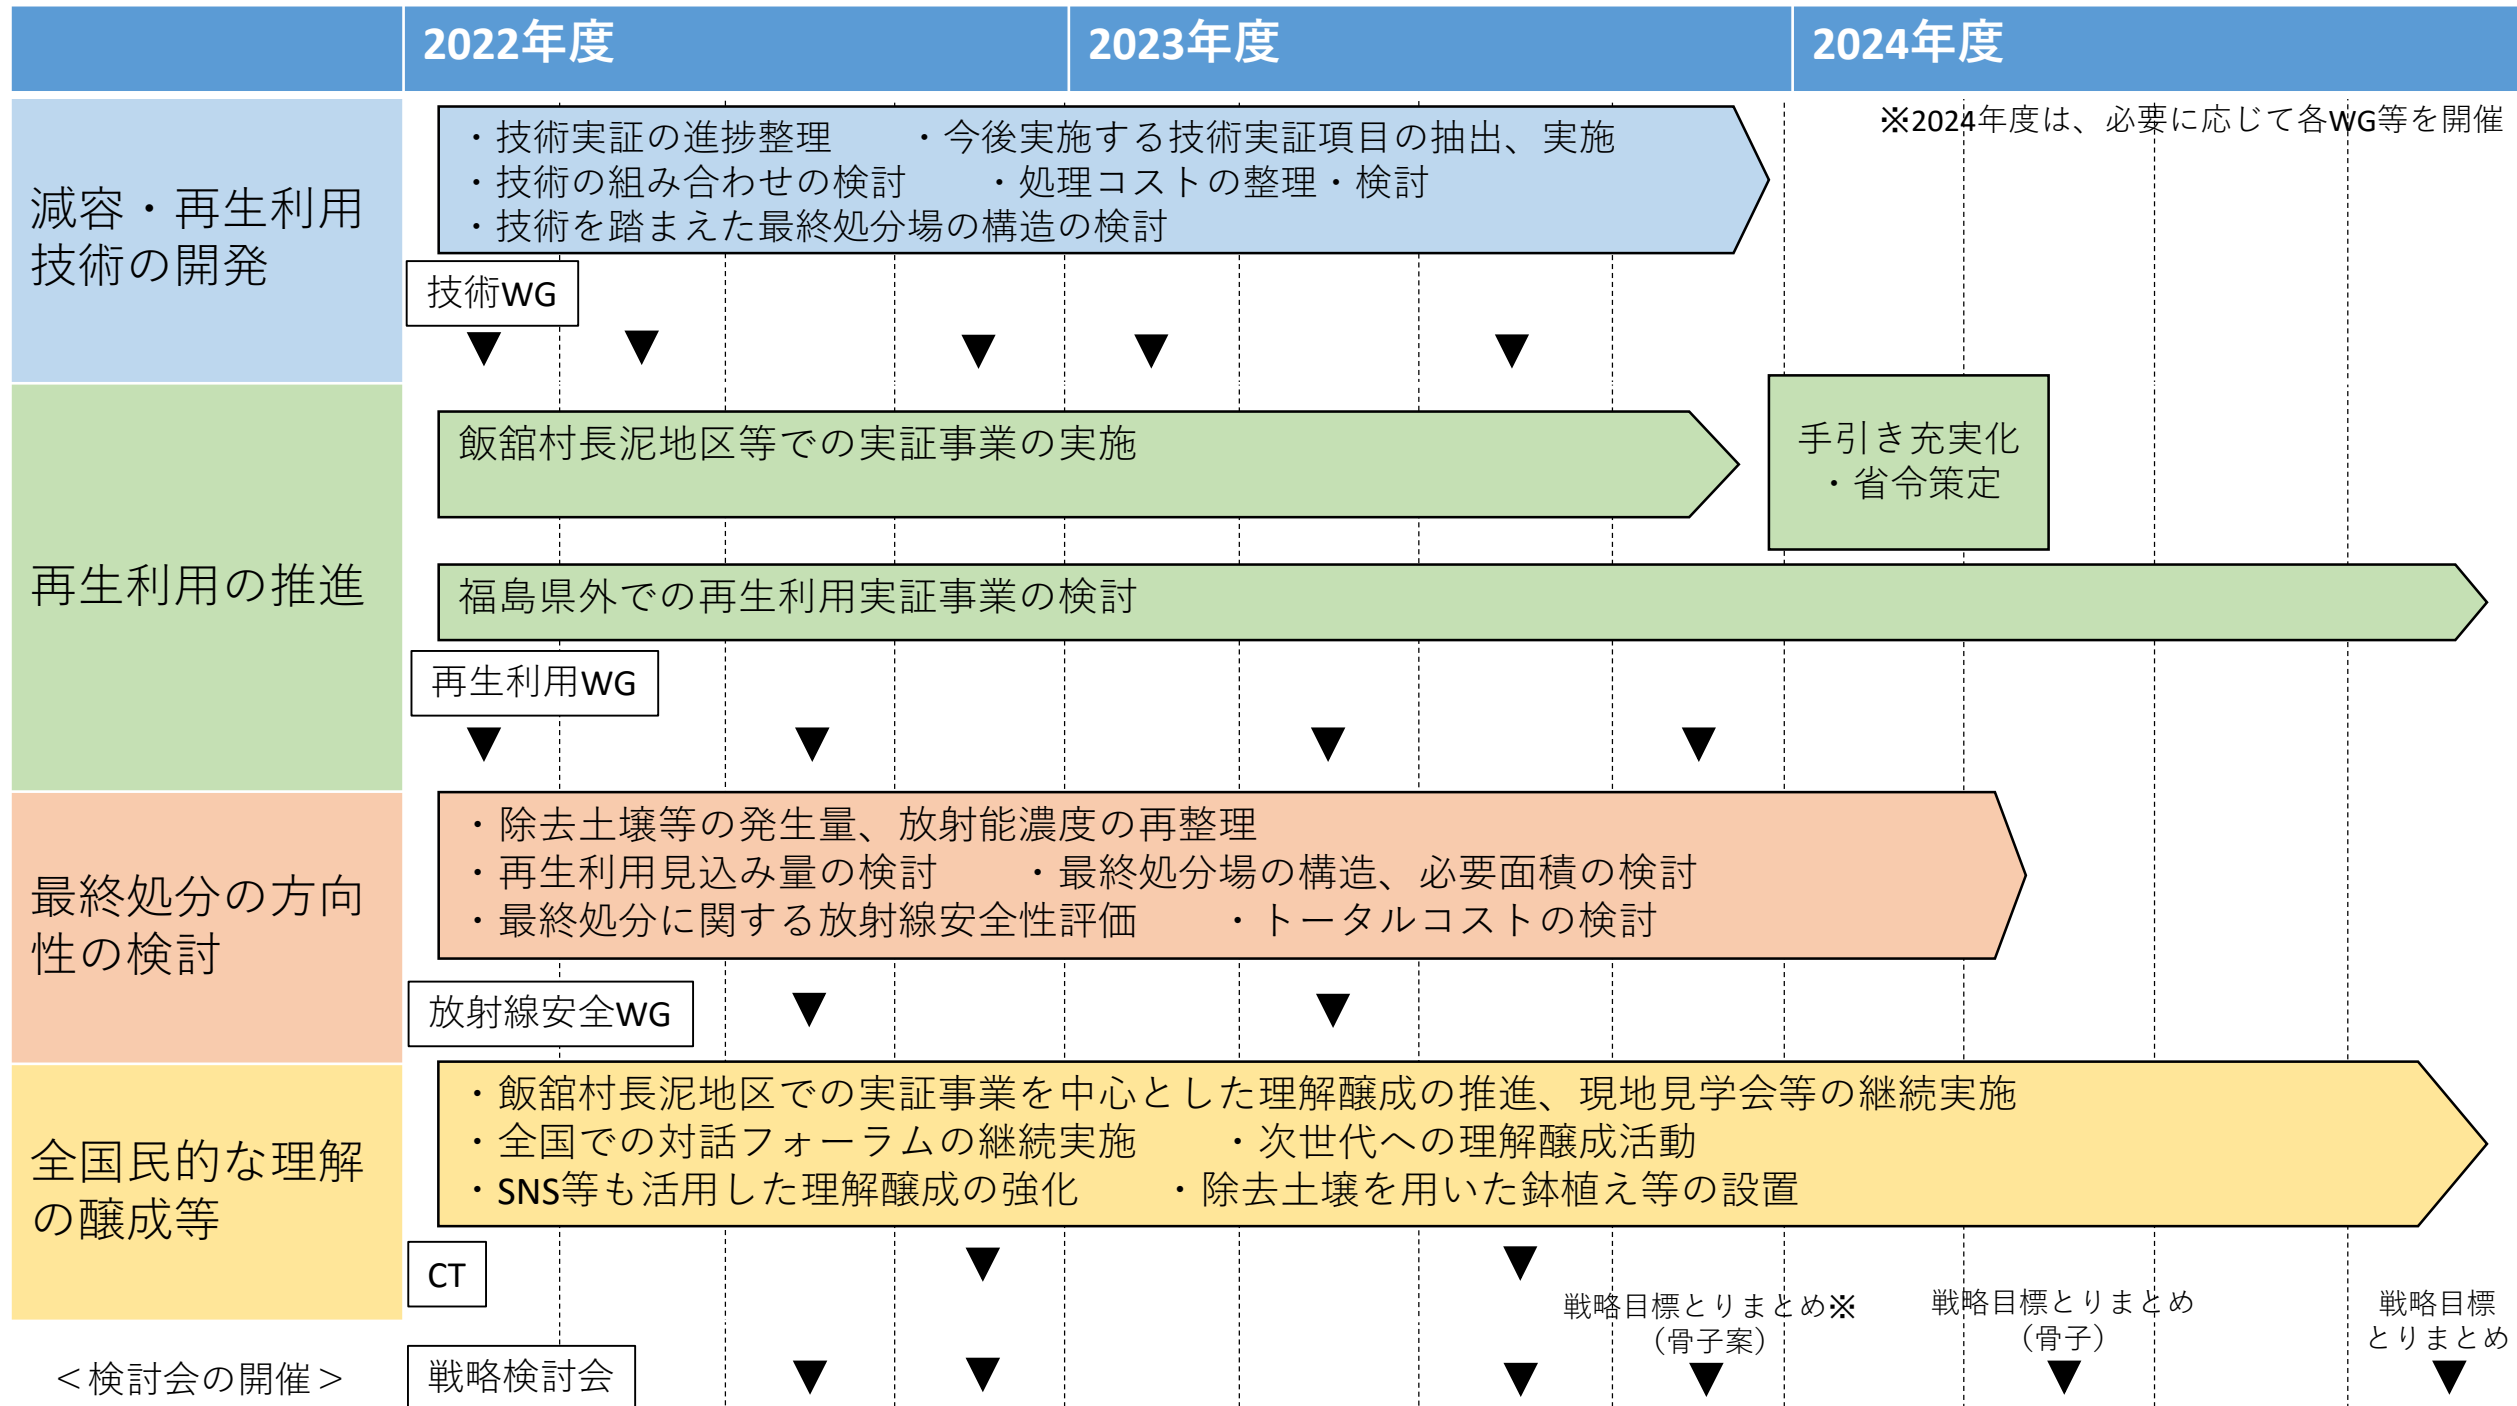 2022年度
2023年度
2024年度
減容・再生利用
技術の開発
・技術実証の進捗整理 ・今後実施する技術実証項目の抽出、実施
・技術の組み合わせの検討 ・処理コストの整理・検討
・技術を踏まえた最終処分場の構造の検討
※2024年度は、必要に応じて各WG等を開催
技術WG
▼ ▼ ▼ ▼ ▼
再生利用の推進
飯舘村長泥地区等での実証事業の実施
手引き充実化
・省令策定
福島県外での再生利用実証事業の検討
再生利用WG
▼ ▼ ▼ ▼
最終処分の方向
性の検討
・除去土壌等の発生量、放射能濃度の再整理
・再生利用見込み量の検討 ・最終処分場の構造、必要面積の検討
・最終処分に関する放射線安全性評価 ・トータルコストの検討
放射線安全WG
▼ ▼
全国民的な理解
の醸成等
・飯舘村長泥地区での実証事業を中心とした理解醸成の推進、現地見学会等の継続実施
・全国での対話フォーラムの継続実施 ・次世代への理解醸成活動
・SNS等も活用した理解醸成の強化 ・除去土壌を用いた鉢植え等の設置
CT
▼ ▼
戦略目標とりまとめ※
（骨子案）
戦略目標とりまとめ
（骨子）
戦略目標
とりまとめ
＜検討会の開催＞
戦略検討会
▼ ▼ ▼ ▼ ▼ ▼